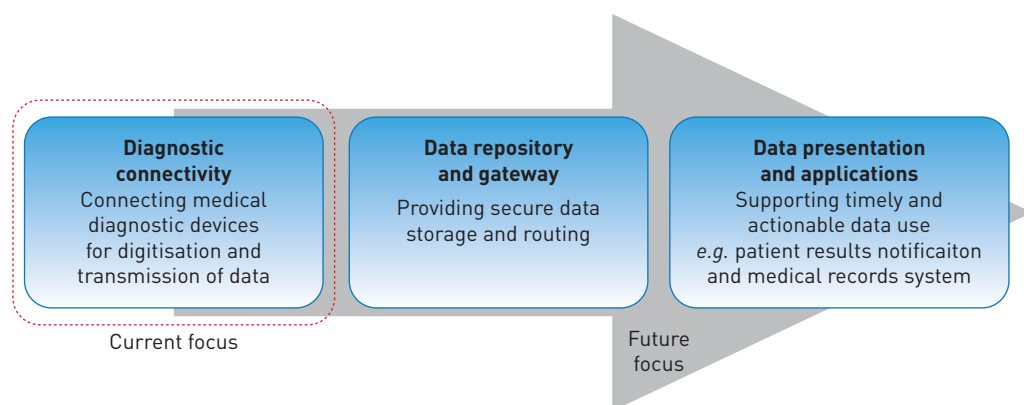 Diagnostic
connectivity
Connecting medical
diagnostic devices
for digitisation and
transmission of data
Data repository
and gateway
Providing secure data
storage and routing
Data presentation
and applications
Supporting timely and
actionable data use
e.g. patient results notificaiton
and medical records system
Current focus
Future
focus